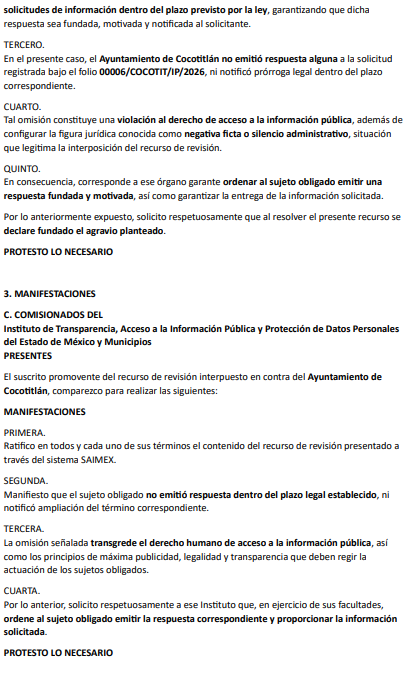 solicitudes de información dentro del plazo previsto por la ley, garantizando que dicha
respuesta sea fundada, motivada y notificada al solicitante.
TERCERO.
En el presente caso, el Ayuntamiento de Cocotitlán no emitió respuesta alguna a la solicitud
registrada bajo el folio 00006/COCOTIT/IP/2026, ni notificó prórroga legal dentro del plazo
correspondiente.
CUARTO.
Tal omisión constituye una violación al derecho de acceso a la información pública, además de
configurar la figura jurídica conocida como negativa ficta o silencio administrativo, situación
que legitima la interposición del recurso de revisión.
QUINTO.
En consecuencia, corresponde a ese órgano garante ordenar al sujeto obligado emitir una
respuesta fundada y motivada, así como garantizar la entrega de la información solicitada.
Por lo anteriormente expuesto, solicito respetuosamente que al resolver el presente recurso se
declare fundado el agravio planteado.
PROTESTO LO NECESARIO
3. MANIFESTACIONES
C. COMISIONADOS DEL
Instituto de Transparencia, Acceso a la Información Pública y Protección de Datos Personales
del Estado de México y Municipios
PRESENTES
El suscrito promovente del recurso de revisión interpuesto en contra del Ayuntamiento de
Cocotitlán, comparezco para realizar las siguientes:
MANIFESTACIONES
PRIMERA.
Ratifico en todos y cada uno de sus términos el contenido del recurso de revisión presentado a
través del sistema SAIMEX.
SEGUNDA.
Manifiesto que el sujeto obligado no emitió respuesta dentro del plazo legal establecido, ni
notificó ampliación del término correspondiente.
TERCERA.
La omisión señalada transgrede el derecho humano de acceso a la información pública, así
como los principios de máxima publicidad, legalidad y transparencia que deben regir la
actuación de los sujetos obligados.
CUARTA.
Por lo anterior, solicito respetuosamente a ese Instituto que, en ejercicio de sus facultades,
ordene al sujeto obligado emitir la respuesta correspondiente y proporcionar la información
solicitada.
PROTESTO LO NECESARIO